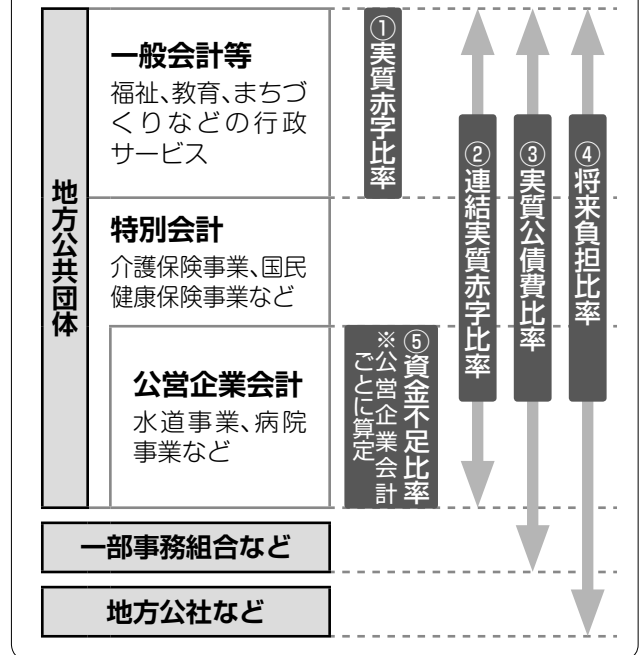 地方公共団体
一般会計等
福祉、教育、まちづ
くりなどの行政
サービス
特別会計
介護保険事業、国民
健康保険事業など
公営企業会計
水道事業、病院
事業など
一部事務組合など
地方公社など
①実質赤字比率
②連結実質赤字比率
③実質公債費比率
④将来負担比率
⑤資金不足比率
※公営企業会計
ごとに算定